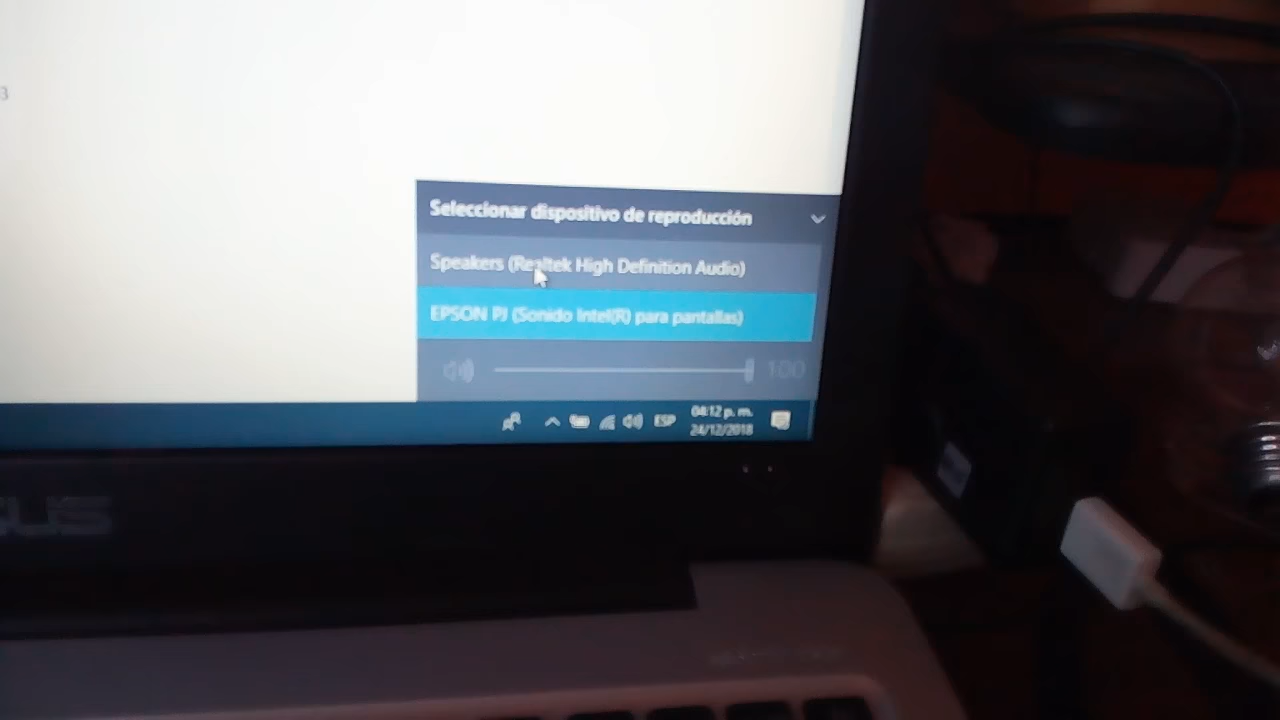 3
Seleccionar dispositivo de reproducción
Speakers (Realtek High Definition Audio)
EPSON PJ (Sonido Intel(R) para pantallas)
100
ESP
04:12 p. m.
24/12/2018